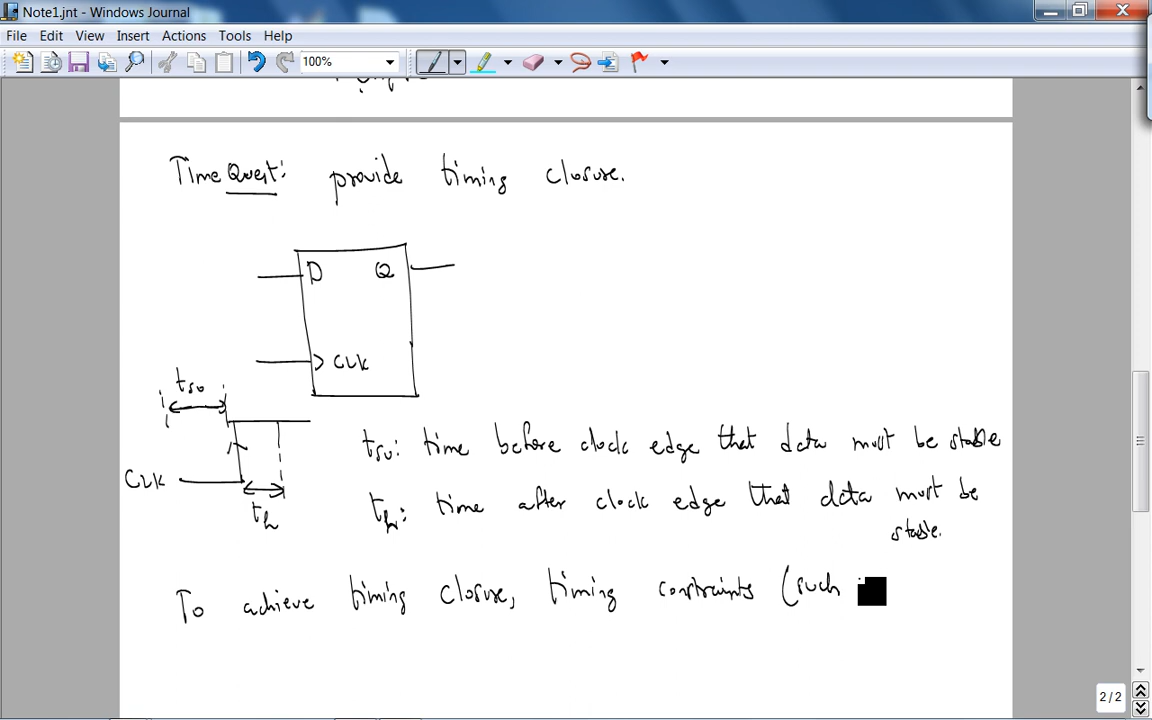 Note1.jnt - Windows Journal
File Edit View Insert Actions Tools Help
100%
TimeQuest: provide timing closure.
D Q
CLK
tsu
CLK
th
tsu: time before clock edge that data must be stable
th: time after clock edge that data must be
stable.
To achieve timing closure, timing constraints (such
2 / 2